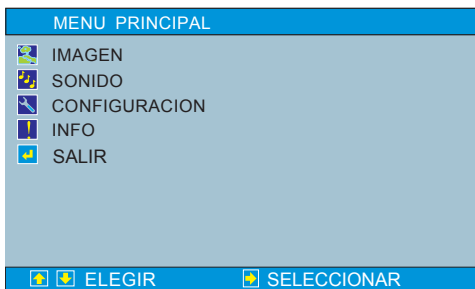 MENU PRINCIPAL
IMAGEN
SONIDO
CONFIGURACION
INFO
SALIR
ELEGIR SELECCIONAR